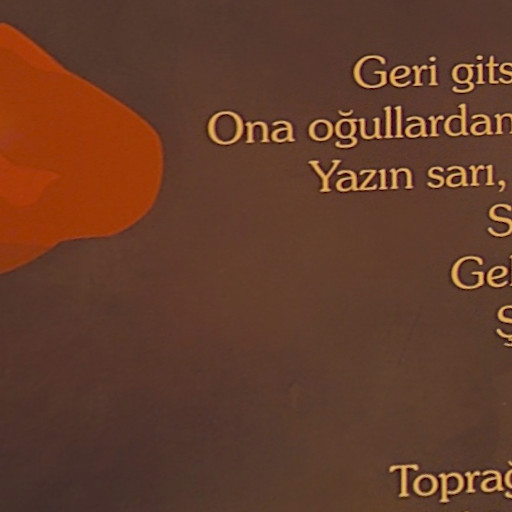 Geri gits
Ona oğullardan
Yazın sarı,
S
Gel
Ş
Toprağ